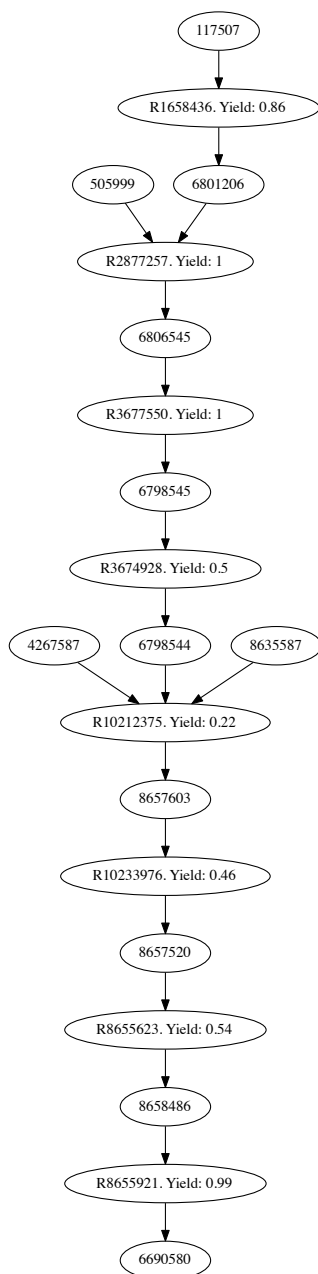 117507
R1658436. Yield: 0.86
505999
6801206
R2877257. Yield: 1
6806545
R3677550. Yield: 1
6798545
R3674928. Yield: 0.5
4267587
6798544
8635587
R10212375. Yield: 0.22
8657603
R10233976. Yield: 0.46
8657520
R8655623. Yield: 0.54
8658486
R8655921. Yield: 0.99
6690580